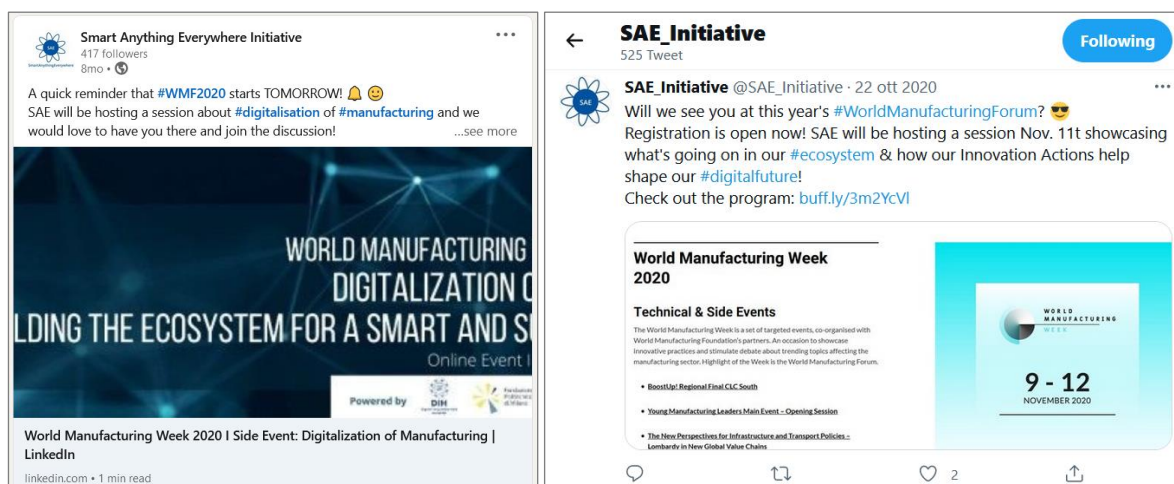 Smart Anything Everywhere Initiative
417 followers
8mo •
A quick reminder that #WMF2020 starts TOMORROW! 🔔 🙂
SAE will be hosting a session about #digitalisation of #manufacturing and we
would love to have you there and join the discussion!
...see more
WORLD MANUFACTURING
DIGITALIZATION O
LDING THE ECOSYSTEM FOR A SMART AND S
Online Event I
Powered by
DIH
World Manufacturing Week 2020 I Side Event: Digitalization of Manufacturing |
LinkedIn
linkedin.com • 1 min read
SAE_Initiative
525 Tweet
Following
SAE
SAE_Initiative @SAE_Initiative · 22 ott 2020
Will we see you at this year's #WorldManufacturingForum? 😎
Registration is open now! SAE will be hosting a session Nov. 11t showcasing
what's going on in our #ecosystem & how our Innovation Actions help
shape our #digitalfuture!
Check out the program: buff.ly/3m2YcVl
World Manufacturing Week
2020
Technical & Side Events
The World Manufacturing Week is a set of targeted events, co-organised with
World Manufacturing Foundation's partners. An occasion to showcase
innovative practices and stimulate debate about trending topics affecting the
manufacturing sector. Highlight of the Week is the World Manufacturing Forum.
• BoostUp! Regional Final CLC South
• Young Manufacturing Leaders Main Event – Opening Session
• The New Perspectives for Infrastructure and Transport Policies –
Lombardy in New Global Value Chains
WORLD
MANUFACTURING
WEEK
9 - 12
NOVEMBER 2020
2